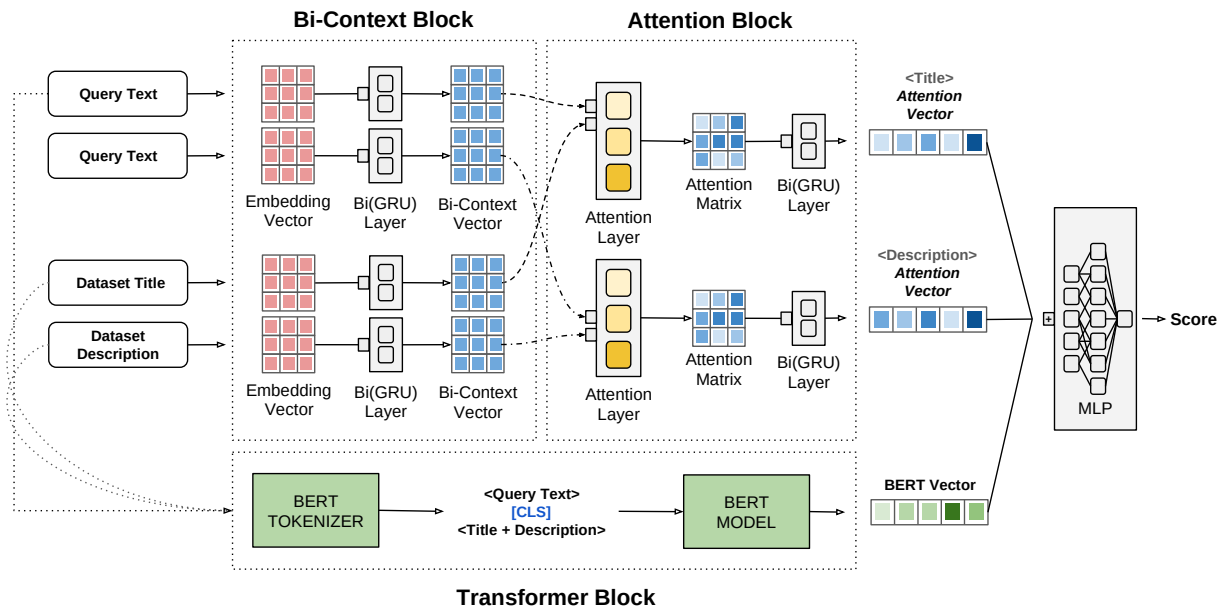 Bi-Context Block
Attention Block
Query Text
Query Text
Dataset Title
Dataset
Description
Embedding
Vector
Bi(GRU)
Layer
Bi-Context
Vector
Embedding
Vector
Bi(GRU)
Layer
Bi-Context
Vector
Attention
Layer
Attention
Matrix
Bi(GRU)
Layer
Attention
Layer
Attention
Matrix
Bi(GRU)
Layer
<Title>
Attention
Vector
<Description>
Attention
Vector
+
MLP
Score
BERT
TOKENIZER
<Query Text>
[CLS]
<Title + Description>
BERT
MODEL
BERT Vector
Transformer Block